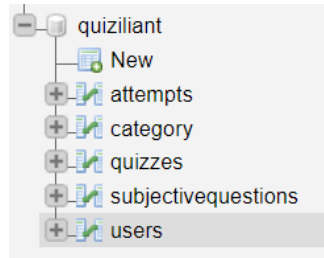 quiziliant
New
attempts
category
quizzes
subjectivequestions
users